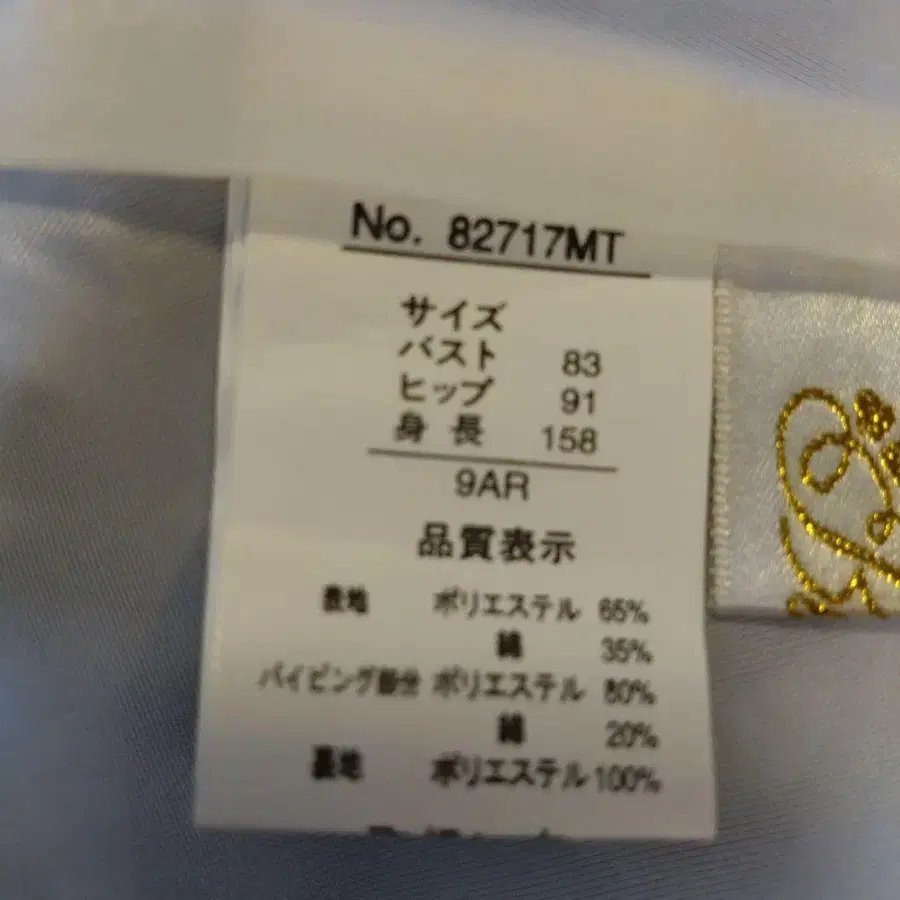 No. 82717MT
サイズ
バスト 83
ヒップ 91
身長 158
9AR
品質表示
表地 ポリエステル 65%
綿 35%
パイピング部分 ポリエステル 80%
綿 20%
裏地 ポリエステル 100%